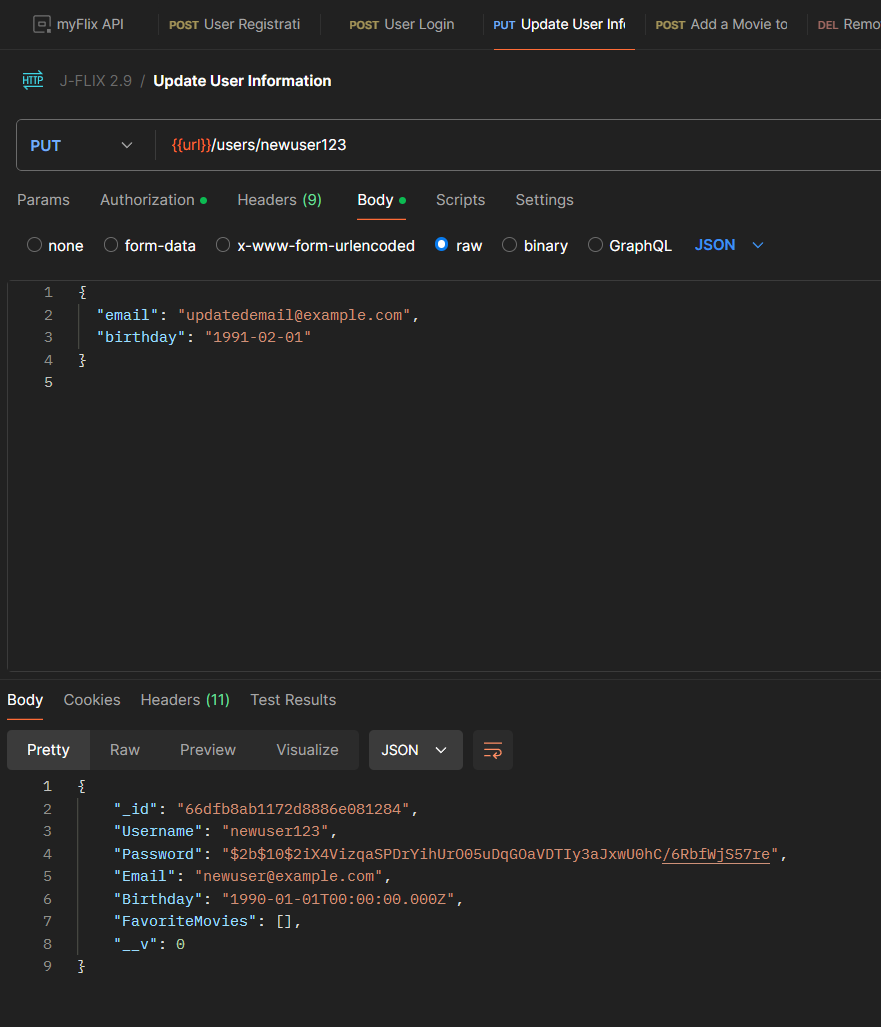 myFlix API POST User Registrati POST User Login PUT Update User Inf POST Add a Movie to DEL Remo
HTTP J-FLIX 2.9 / Update User Information
PUT {{url}}/users/newuser123
Params Authorization Headers (9) Body Scripts Settings
none form-data x-www-form-urlencoded raw binary GraphQL JSON
1 {
2 "email": "updatedemail@example.com",
3 "birthday": "1991-02-01"
4 }
5
Body Cookies Headers (11) Test Results
Pretty Raw Preview Visualize JSON
1 {
2 "_id": "66dfb8ab1172d8886e081284",
3 "Username": "newuser123",
4 "Password": "$2b$10$2iX4VizqaSPDrYihUrO05uDqGOaVDTIy3aJxwU0hC/6RbfWjS57re",
5 "Email": "newuser@example.com",
6 "Birthday": "1990-01-01T00:00:00.000Z",
7 "FavoriteMovies": [],
8 "__v": 0
9 }